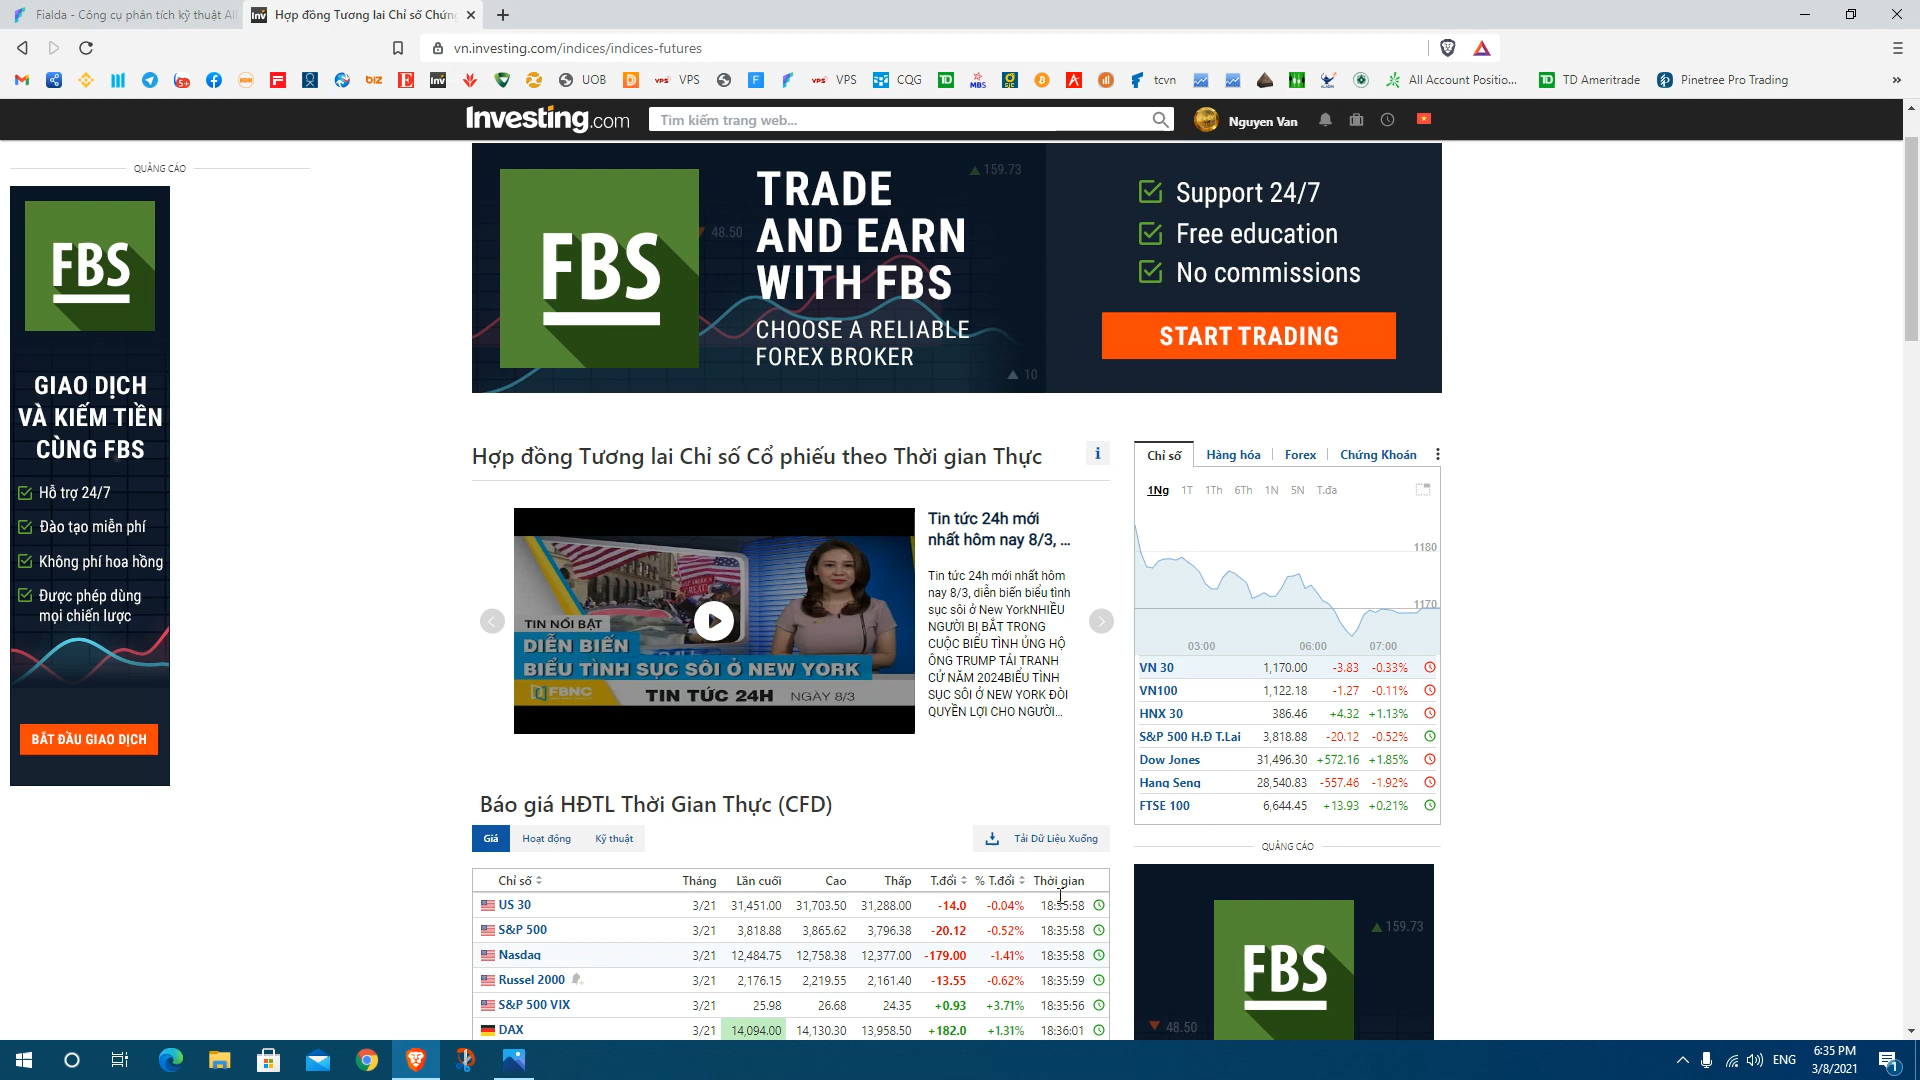 Fialda - Công cụ phân tích kỹ thuật AI
Hợp đồng Tương lai Chỉ số Chứng
vn.investing.com/indices/indices-futures
UOB
VPS
VPS
CQG
tcvn
All Account Positio...
TD Ameritrade
Pinetree Pro Trading
Investing.com
Tìm kiếm trang web...
Nguyen Van
QUẢNG CÁO
FBS
GIAO DỊCH
VÀ KIẾM TIỀN
CÙNG FBS
Hỗ trợ 24/7
Đào tạo miễn phí
Không phí hoa hồng
Được phép dùng
mọi chiến lược
BẮT ĐẦU GIAO DỊCH
FBS
TRADE
AND EARN
WITH FBS
CHOOSE A RELIABLE
FOREX BROKER
159.73
48.50
10
Support 24/7
Free education
No commissions
START TRADING
Hợp đồng Tương lai Chỉ số Cổ phiếu theo Thời gian Thực
TIN NỔI BẬT
DIỄN BIẾN
BIỂU TÌNH SỤC SÔI Ở NEW YORK
FBNC
TIN TỨC 24H NGÀY 8/3
Tin tức 24h mới
nhất hôm nay 8/3, ...
Tin tức 24h mới nhất hôm
nay 8/3, diễn biến biểu tình
sục sôi ở New YorkNHIỀU
NGƯỜI BỊ BẮT TRONG
CUỘC BIỂU TÌNH ỦNG HỘ
ÔNG TRUMP TÁI TRANH
CỬ NĂM 2024BIỂU TÌNH
SỤC SÔI Ở NEW YORK ĐÒI
QUYỀN LỢI CHO NGƯỜI...
Báo giá HĐTL Thời Gian Thực (CFD)
Giá Hoạt động Kỹ thuật
Tải Dữ Liệu Xuống
Chỉ số Tháng Lần cuối Cao Thấp T.đổi % T.đổi Thời gian
US 30 3/21 31,451.00 31,703.50 31,288.00 -14.0 -0.04% 18:35:58
S&P 500 3/21 3,818.88 3,865.62 3,796.38 -20.12 -0.52% 18:35:58
Nasdaq 3/21 12,484.75 12,758.38 12,377.00 -179.00 -1.41% 18:35:58
Russel 2000 3/21 2,176.15 2,219.55 2,161.40 -13.55 -0.62% 18:35:59
S&P 500 VIX 3/21 25.98 26.68 24.35 +0.93 +3.71% 18:35:56
DAX 3/21 14,094.00 14,130.30 13,958.50 +182.0 +1.31% 18:36:01
Chỉ số Hàng hóa Forex Chứng Khoán
1Ng 1T 1Th 6Th 1N 5N T.đa
1180
1170
03:00 06:00 07:00
VN 30 1,170.00 -3.83 -0.33%
VN100 1,122.18 -1.27 -0.11%
HNX 30 386.46 +4.32 +1.13%
S&P 500 H.Đ T.Lai 3,818.88 -20.12 -0.52%
Dow Jones 31,496.30 +572.16 +1.85%
Hang Seng 28,540.83 -557.46 -1.92%
FTSE 100 6,644.45 +13.93 +0.21%
QUẢNG CÁO
FBS
159.73
48.50
ENG
6:35 PM
3/8/2021
1